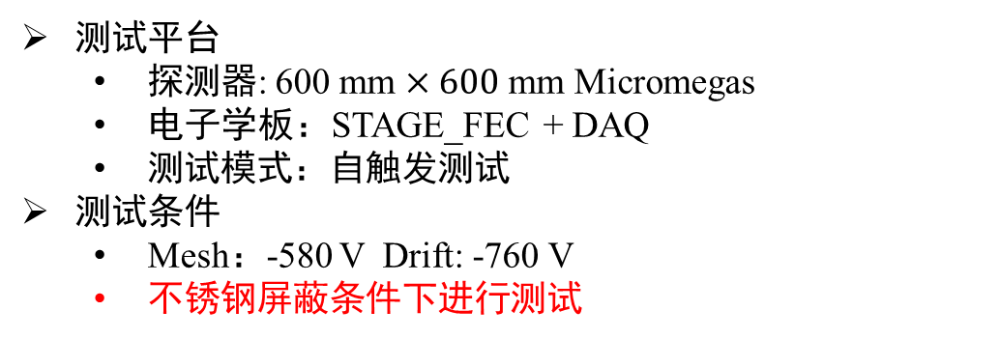 ➢ 测试平台
• 探测器: 600 mm × 600 mm Micromegas
• 电子学板：STAGE_FEC + DAQ
• 测试模式：自触发测试
➢ 测试条件
• Mesh：-580 V Drift: -760 V
• 不锈钢屏蔽条件下进行测试